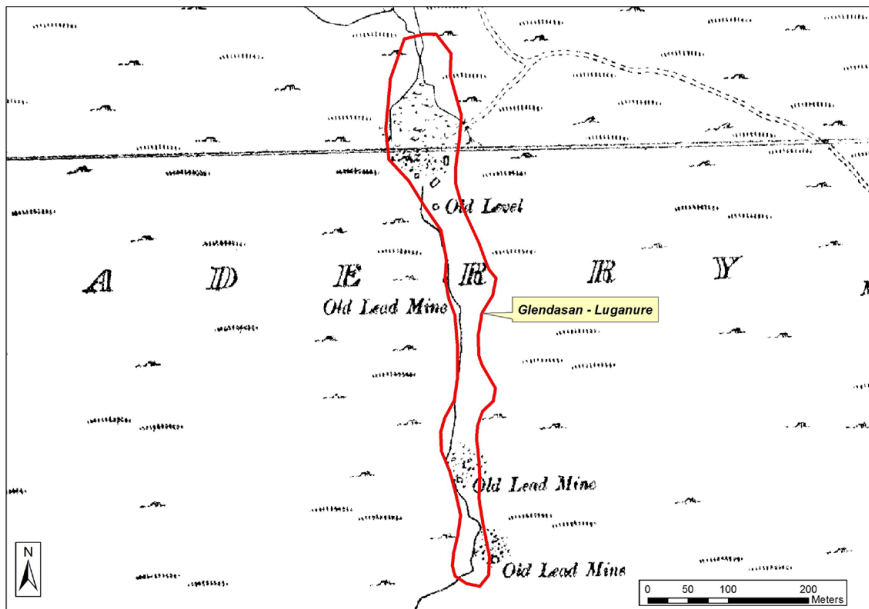 Old Level
A D E R R Y
Old Lead Mine
Glendasan - Luganure
Old Lead Mine
Old Lead Mine
N
0 50 100 200
Meters